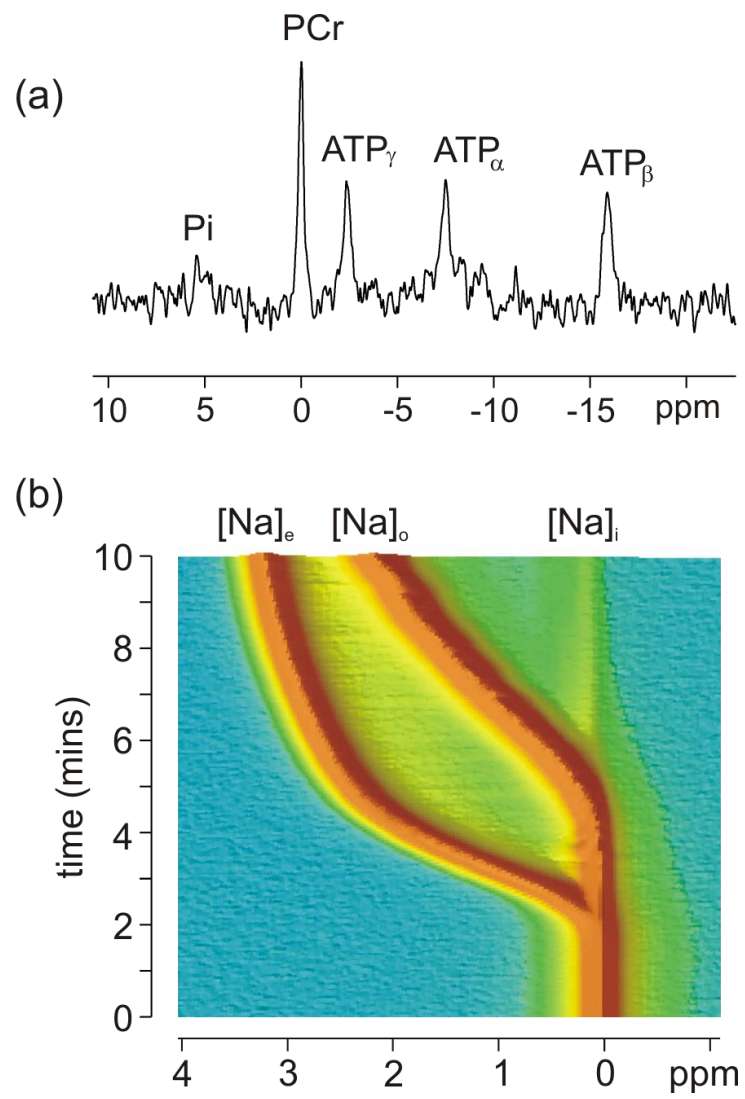 (a)
PCr
ATPγ
ATPα
ATPβ
Pi
10 5 0 -5 -10 -15 ppm
(b)
[Na]e [Na]o [Na]i
10
8
6
4
2
0
time (mins)
4 3 2 1 0 ppm